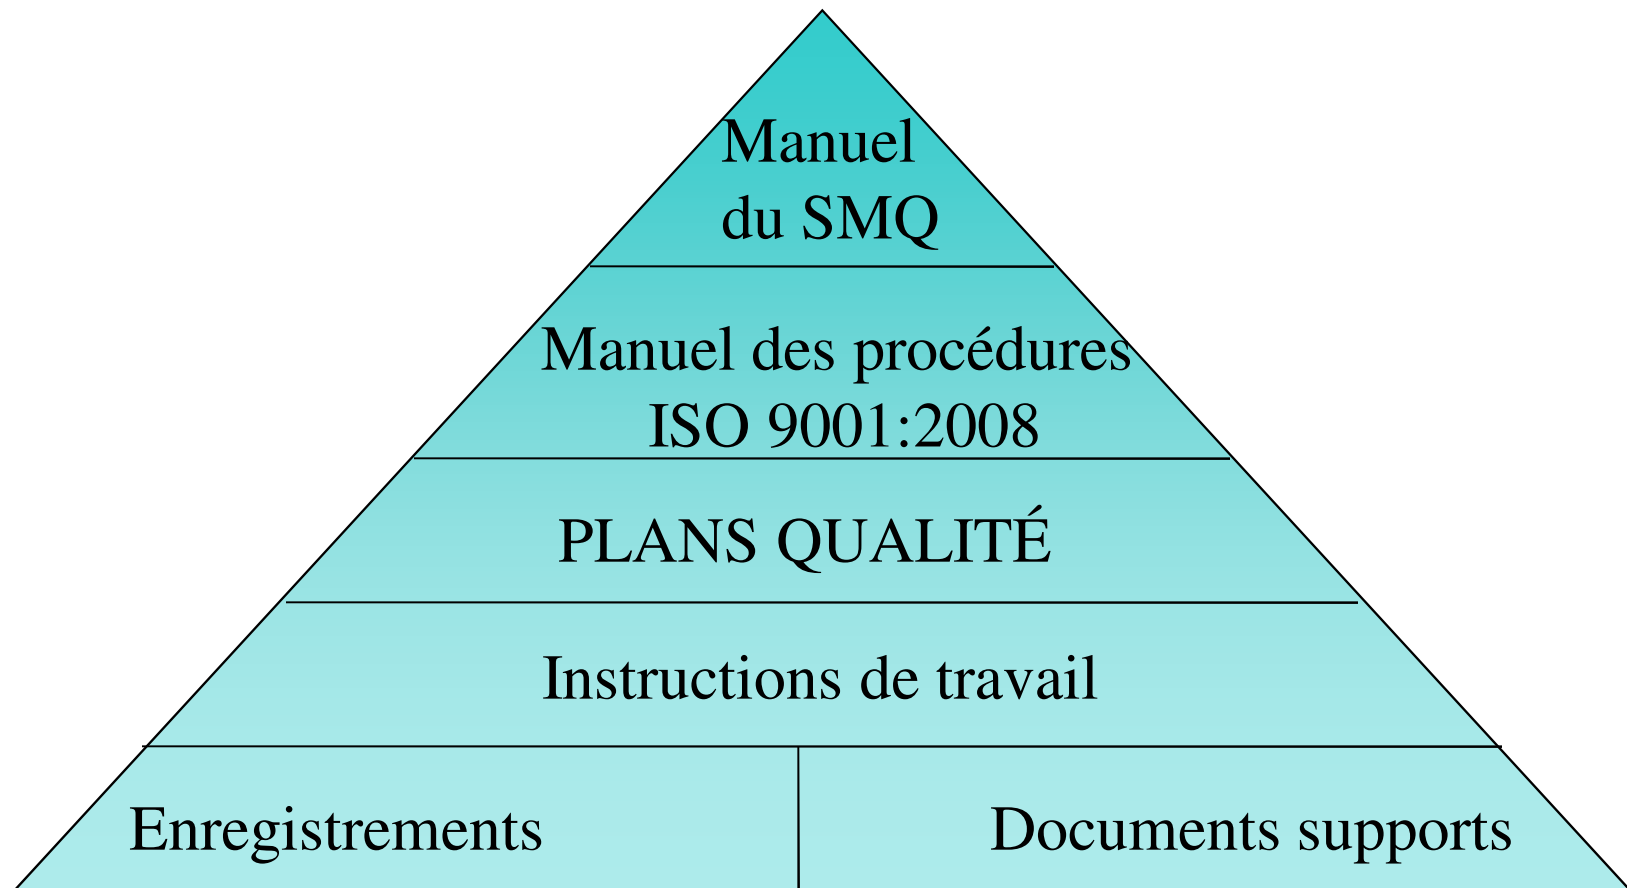 Manuel
du SMQ
Manuel des procédures
ISO 9001:2008
PLANS QUALITÉ
Instructions de travail
Enregistrements
Documents supports